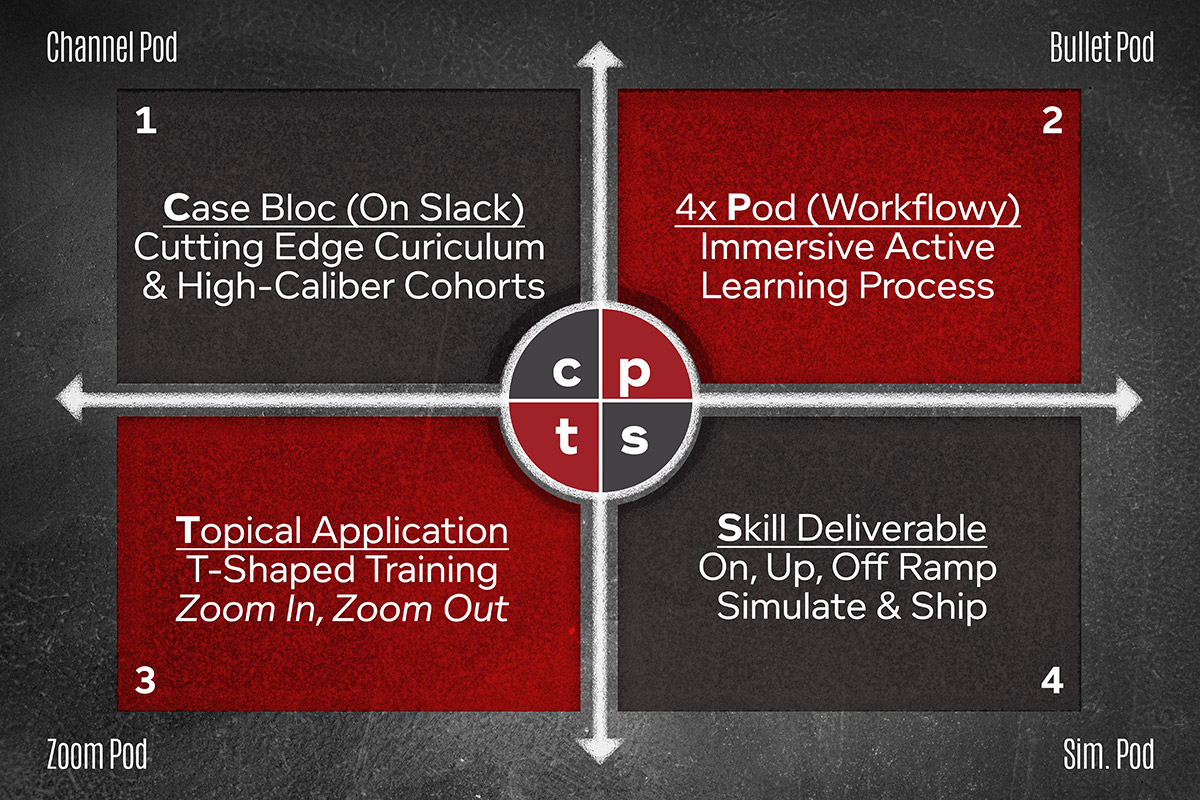 Channel Pod
Bullet Pod
1
Case Bloc (On Slack)
Cutting Edge Curiculum
& High-Caliber Cohorts
2
4x Pod (Workflowy)
Immersive Active
Learning Process
c p
t s
Topical Application
T-Shaped Training
Zoom In, Zoom Out
3
Skill Deliverable
On, Up, Off Ramp
Simulate & Ship
4
Zoom Pod
Sim. Pod